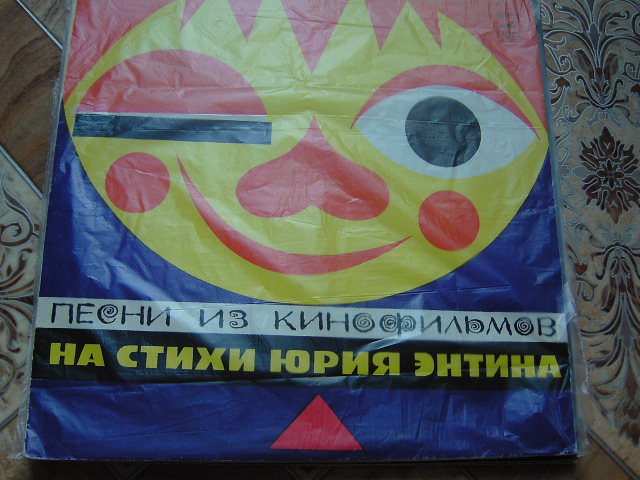 ПЕСНИ ИЗ КИНОФИЛЬМОВ
НА СТИХИ ЮРИЯ ЭНТИНА